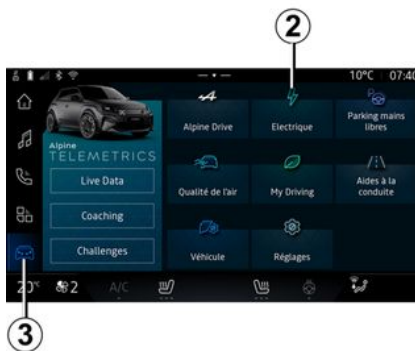 2
10°C 07:40
Alpine
TELEMETRICS
Live Data
Coaching
Challenges
Alpine Drive
Electrique
Parking mains
libres
Qualité de l'air
My Driving
Aides à la
conduite
Véhicule
Réglages
20°C
2
A/C
3